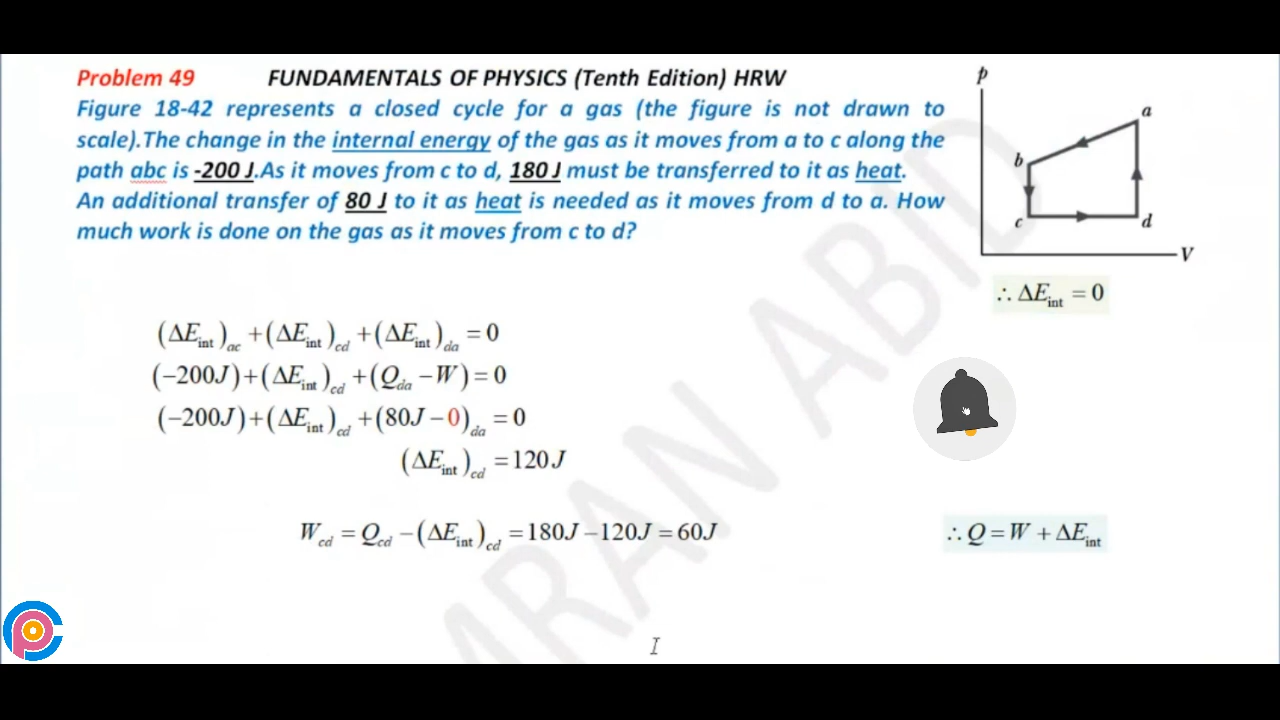 Problem 49 FUNDAMENTALS OF PHYSICS (Tenth Edition) HRW
Figure 18-42 represents a closed cycle for a gas (the figure is not drawn to
scale).The change in the internal energy of the gas as it moves from a to c along the
path abc is -200 J.As it moves from c to d, 180 J must be transferred to it as heat.
An additional transfer of 80 J to it as heat is needed as it moves from d to a. How
much work is done on the gas as it moves from c to d?
p
a
b
c
d
V
∴ ΔE_int = 0
(ΔE_int)_ac + (ΔE_int)_cd + (ΔE_int)_da = 0
(−200J) + (ΔE_int)_cd + (Q_da − W) = 0
(−200J) + (ΔE_int)_cd + (80J − 0)_da = 0
(ΔE_int)_cd = 120J
W_cd = Q_cd − (ΔE_int)_cd = 180J − 120J = 60J
∴ Q = W + ΔE_int
MRAN ABID